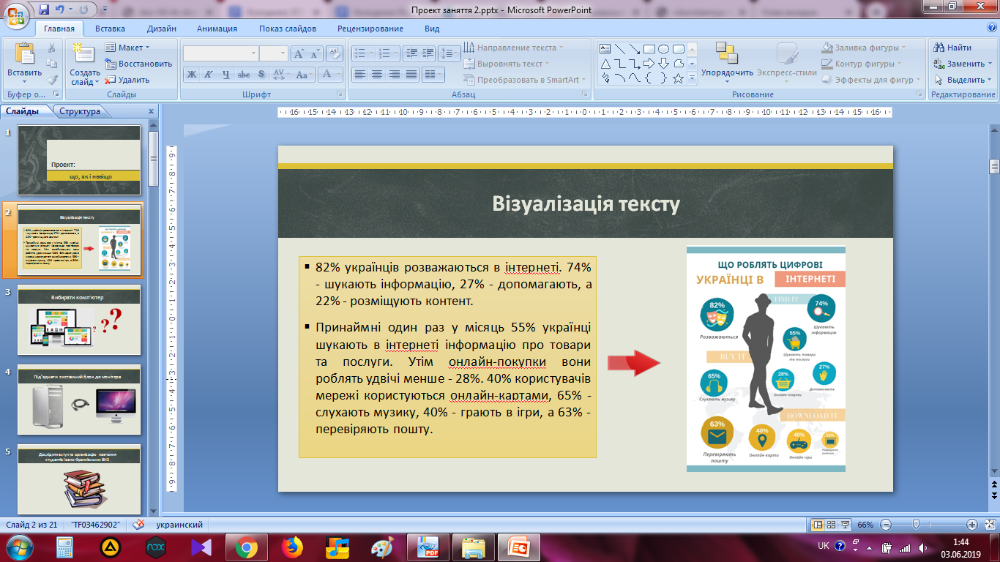 Проект заняття 2.pptx - Microsoft PowerPoint
Главная Вставка Дизайн Анимация Показ слайдов Рецензирование Вид
Вставить
Буфер о...
Создать слайд
Макет
Восстановить
Удалить
Слайды
Ж К Ч abc S AV Aa A
Шрифт
Направление текста
Выровнять текст
Преобразовать в SmartArt
Абзац
Упорядочить
Экспресс-стили
Заливка фигуры
Контур фигуры
Эффекты для фигур
Рисование
Найти
Заменить
Выделить
Редактирование
Слайды Структура x
1
Проект:
що, як і навіщо
2
Візуалізація тексту
3
Вибирати комп'ютер
???
4
Під'єднати системний блок до монітора
5
Дослідити вступ та організацію навчання
студентів Івано-Франківських ВНЗ
Візуалізація тексту
82% українців розважаються в інтернеті. 74%
- шукають інформацію, 27% - допомагають, а
22% - розміщують контент.
Принаймні один раз у місяць 55% українці
шукають в інтернеті інформацію про товари
та послуги. Утім онлайн-покупки вони
роблять удвічі менше - 28%. 40% користувачів
мережі користуються онлайн-картами, 65% -
слухають музику, 40% - грають в ігри, а 63% -
перевіряють пошту.
ЩО РОБЛЯТЬ ЦИФРОВІ
УКРАЇНЦІ В ІНТЕРНЕТІ
FIND IT
82%
Розважаються
74%
Шукають
інформацію
55%
Шукають товари
та послуги
BUY IT
65%
Слухають музику
28%
Онлайн-покупки
27%
Допомагають
DOWNLOAD IT
63%
Перевіряють
пошту
40%
Онлайн карти
40%
Онлайн-ігри
Слайд 2 из 21 "TF03462902" украинский 66%
nox
PDF
UK
1:44
03.06.2019